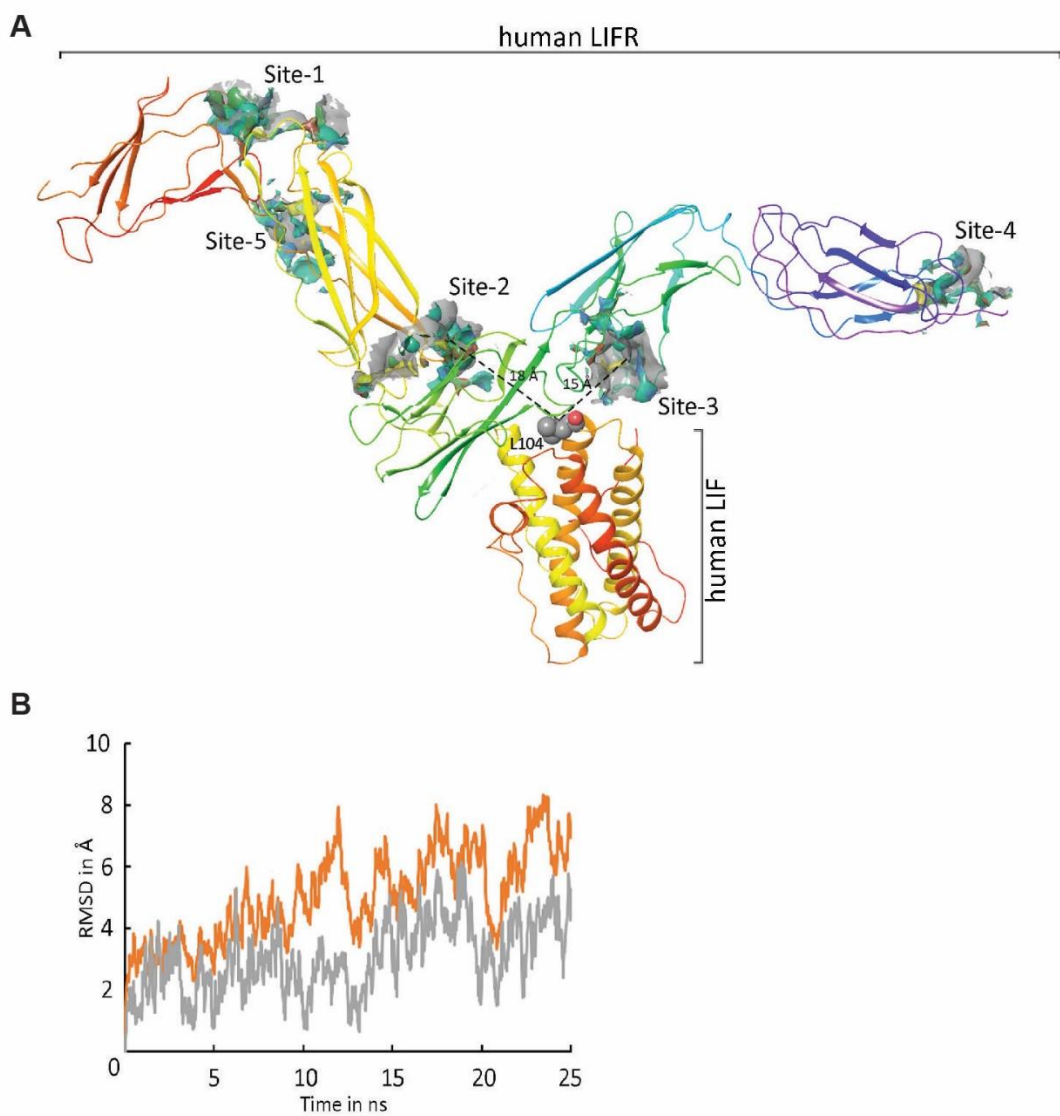 A
human LIFR
Site-1
Site-5
Site-2
Site-4
18 Å
15 Å
Site-3
L104
human LIF
B
10
8
6
4
2
0
5
10
15
20
25
RMSD in Å
Time in ns